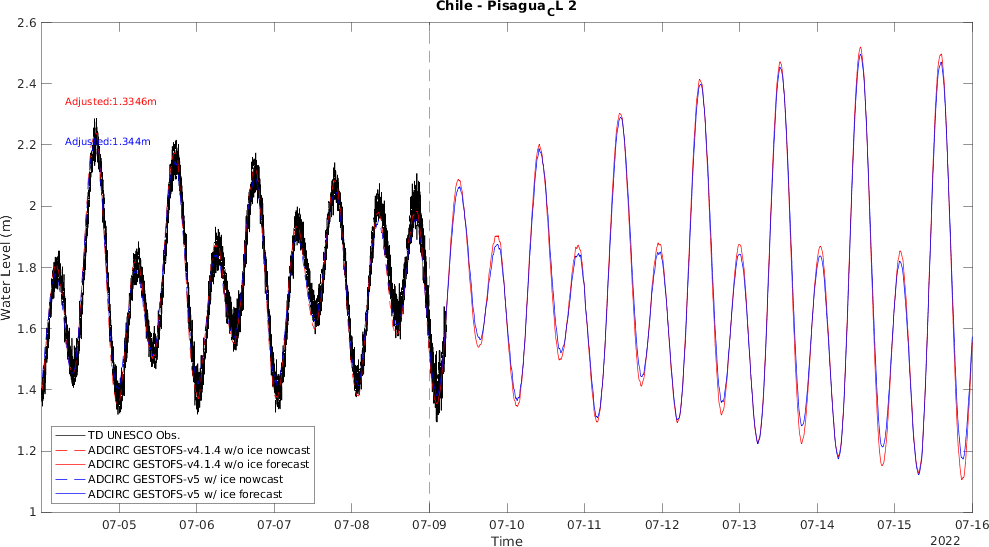 Chile - Pisagua_CL 2
2.6
2.4
2.2
2
1.8
1.6
1.4
1.2
1
Water Level (m)
Adjusted:1.3346m
Adjusted:1.344m
TD UNESCO Obs.
ADCIRC GESTOFS-v4.1.4 w/o ice nowcast
ADCIRC GESTOFS-v4.1.4 w/o ice forecast
ADCIRC GESTOFS-v5 w/ ice nowcast
ADCIRC GESTOFS-v5 w/ ice forecast
07-05 07-06 07-07 07-08 07-09 07-10 07-11 07-12 07-13 07-14 07-15 07-16
Time
2022